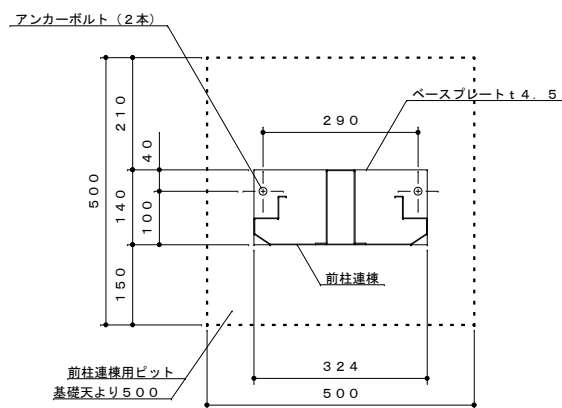 アンカーボルト（２本）
ベースプレートｔ４．５
２９０
２１０
４０
５００
１４０
１００
１５０
前柱連棟
前柱連棟用ピット
基礎天より５００
３２４
５００